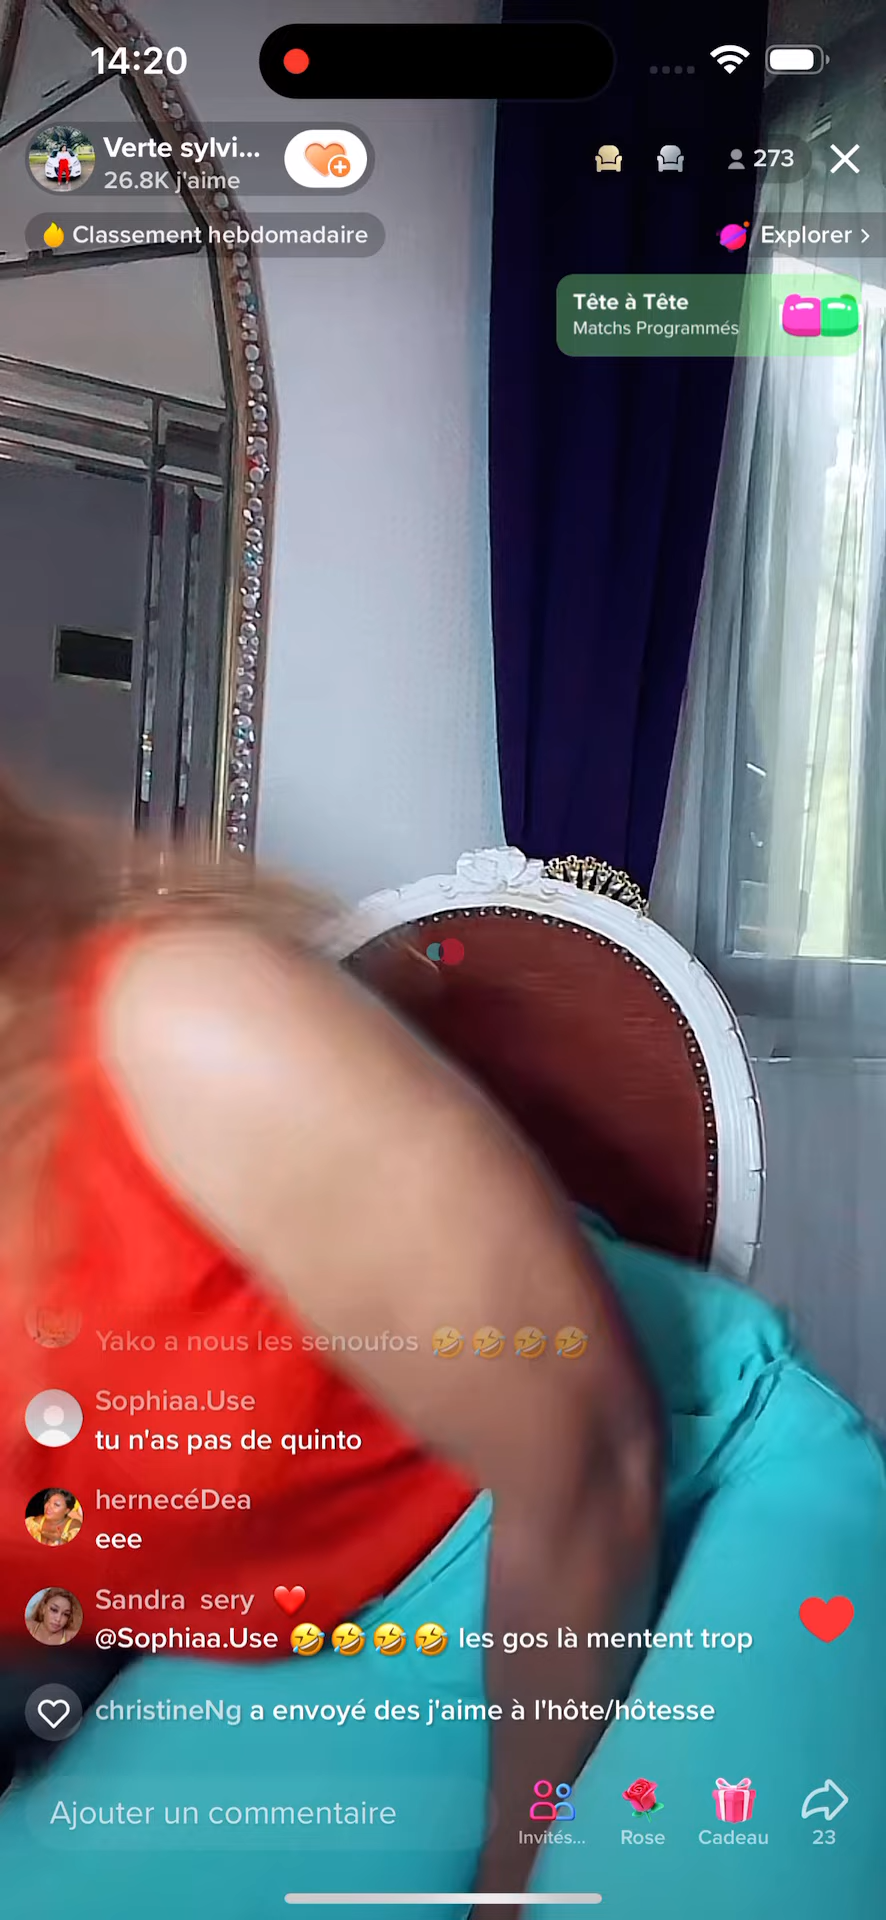 14:20
Verte sylvi...
26.8K j'aime
273
Classement hebdomadaire
Explorer >
Tête à Tête
Matchs Programmés
Yako a nous les senoufos 🤣🤣🤣🤣
Sophiaa.Use
tu n'as pas de quinto
hernecéDea
eee
Sandra sery ❤️
@Sophiaa.Use 🤣🤣🤣🤣 les gos là mentent trop
christineNg a envoyé des j'aime à l'hôte/hôtesse
Ajouter un commentaire
Invités...
Rose
Cadeau
23